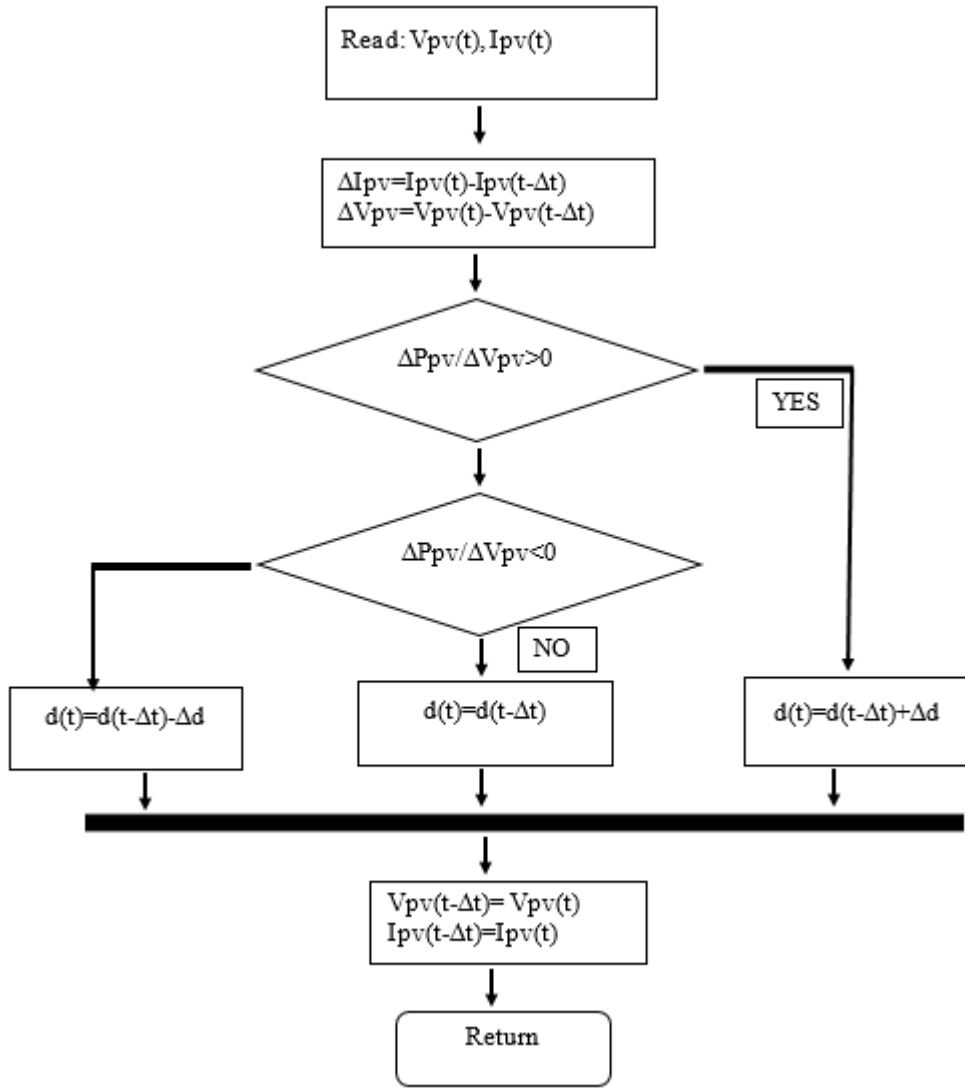 Read: Vpv(t), Ipv(t)
ΔIpv=Ipv(t)-Ipv(t-Δt)
ΔVpv=Vpv(t)-Vpv(t-Δt)
ΔPpv/ΔVpv>0
YES
ΔPpv/ΔVpv<0
NO
d(t)=d(t-Δt)-Δd
d(t)=d(t-Δt)
d(t)=d(t-Δt)+Δd
Vpv(t-Δt)= Vpv(t)
Ipv(t-Δt)=Ipv(t)
Return